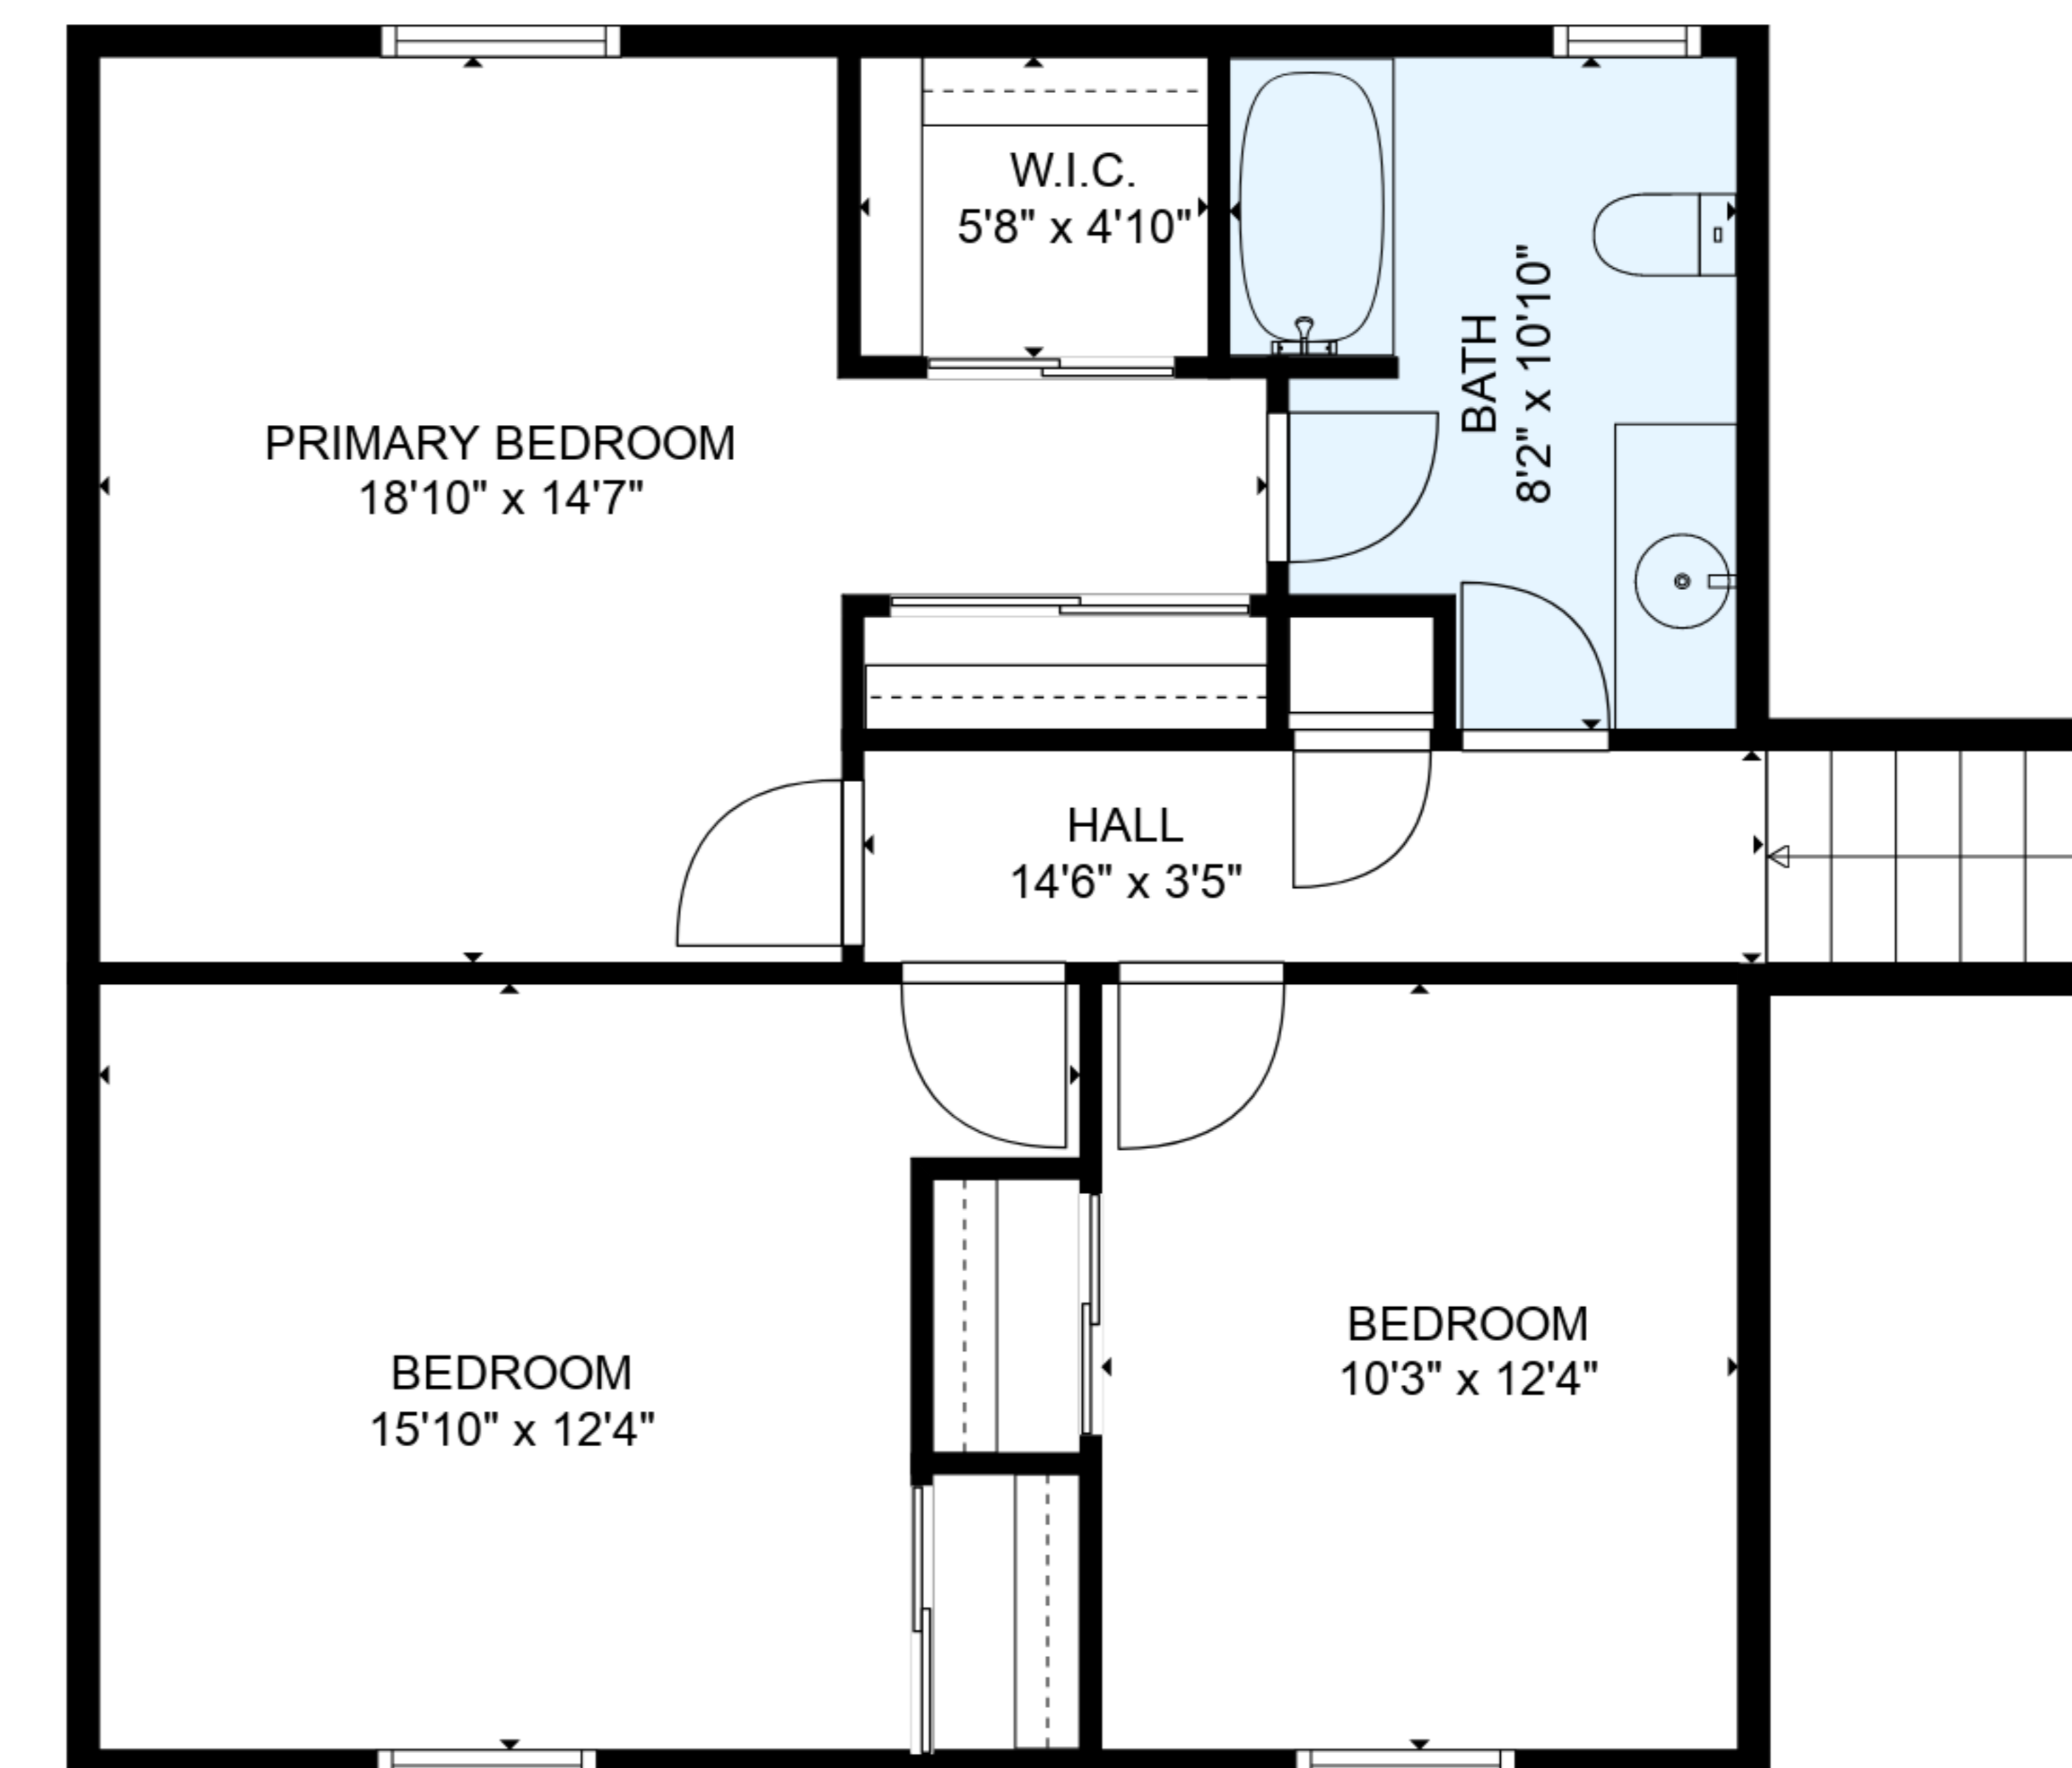 W.I.C.
5'8" x 4'10"
BATH
8'2" x 10'10"
PRIMARY BEDROOM
18'10" x 14'7"
HALL
14'6" x 3'5"
BEDROOM
15'10" x 12'4"
BEDROOM
10'3" x 12'4"